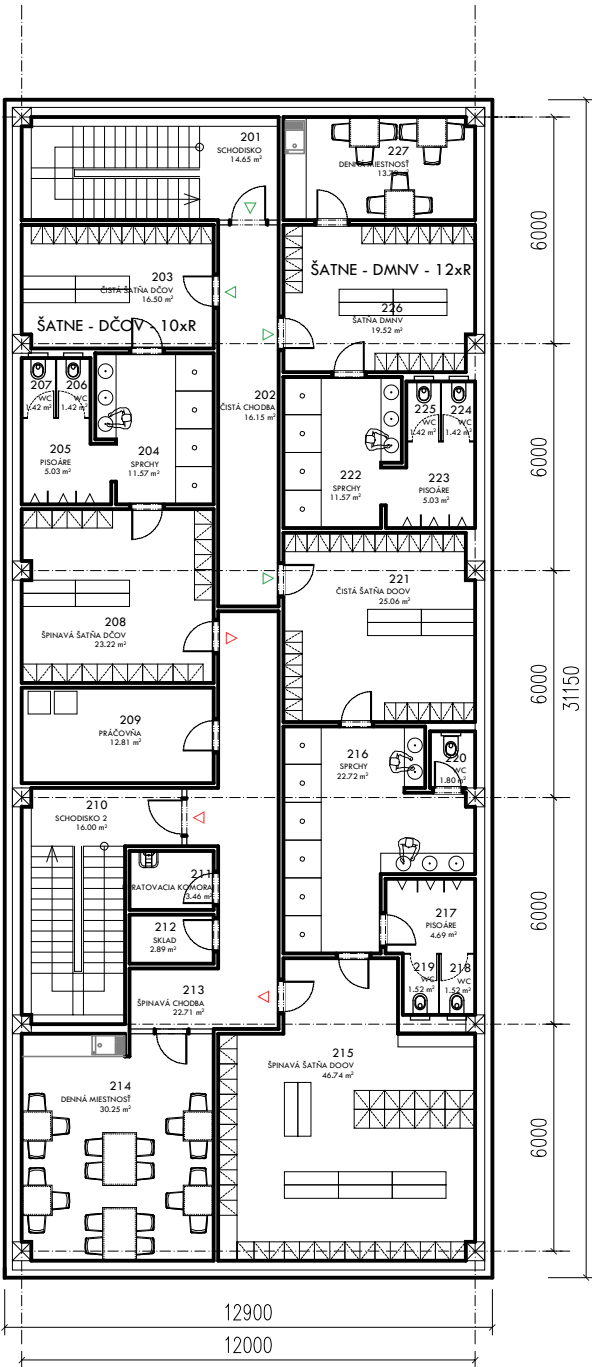 201
SCHODISKO
14.65 m²
227
DENNÁ MIESTNOSŤ
6000
203
ČISTÁ ŠATŇA DČOV
16.50 m²
ŠATNE - DČOV - 10xR
ŠATNE - DMNV - 12xR
226
ŠATŇA DMNV
19.52 m²
207
WC
1.42 m²
206
WC
1.42 m²
202
ČISTÁ CHODBA
16.15 m²
225
WC
1.42 m²
224
WC
1.42 m²
205
PISOÁRE
5.03 m²
204
SPRCHY
11.57 m²
222
SPRCHY
11.57 m²
223
PISOÁRE
5.03 m²
6000
221
ČISTÁ ŠATŇA DOOV
25.06 m²
208
ŠPINAVÁ ŠATŇA DČOV
23.22 m²
6000
31150
209
PRÁČOVŇA
12.81 m²
216
SPRCHY
22.72 m²
220
WC
1.80 m²
210
SCHODISKO 2
16.00 m²
211
KOMORA
3.46 m²
6000
212
SKLAD
2.89 m²
217
PISOÁRE
4.69 m²
219
WC
1.52 m²
218
WC
1.52 m²
213
ŠPINAVÁ CHODBA
22.71 m²
214
DENNÁ MIESTNOSŤ
30.25 m²
215
ŠPINAVÁ ŠATŇA DOOV
46.74 m²
6000
12900
12000